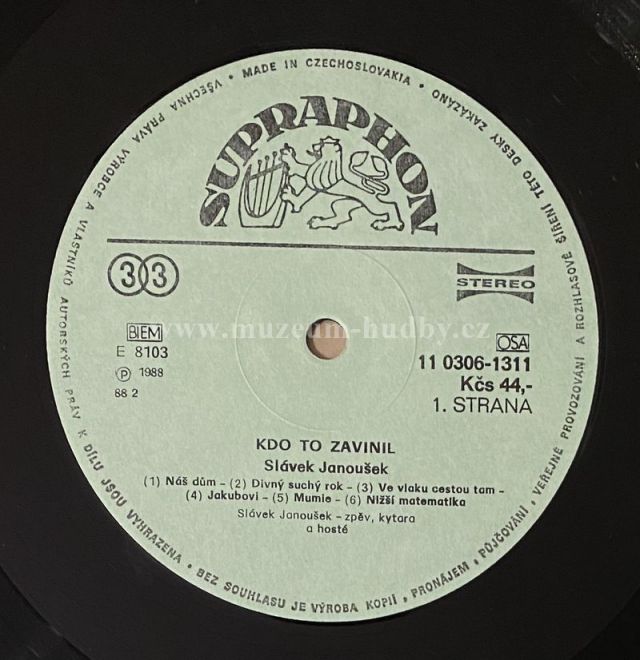 • MADE IN CZECHOSLOVAKIA •
SUPRAPHON
33
STEREO
www.muzeum-hudby.cz
BIEM
OSA
E 8103
11 0306-1311
℗ 1988
Kčs 44,-
88 2
1. STRANA
KDO TO ZAVINIL
Slávek Janoušek
(1) Náš dům - (2) Divný suchý rok - (3) Ve vlaku cestou tam -
(4) Jakubovi - (5) Mumie - (6) Nižší matematika
Slávek Janoušek - zpěv, kytara
a hosté
VŠECHNA PRÁVA VÝROBCE A VLASTNÍKŮ AUTORSKÝCH PRÁV K DÍLU JSOU VYHRAZENA • BEZ SOUHLASU JE VÝROBA KOPIÍ, PRONÁJEM, PŮJČOVÁNÍ, VEŘEJNÉ PROVOZOVÁNÍ A ROZHLASOVÉ ŠÍŘENÍ TÉTO DESKY ZAKÁZÁNO